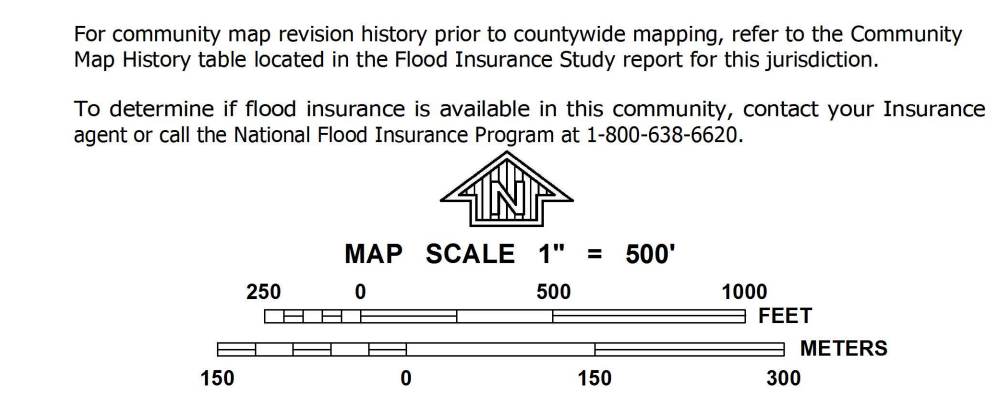 For community map revision history prior to countywide mapping, refer to the Community
Map History table located in the Flood Insurance Study report for this jurisdiction.
To determine if flood insurance is available in this community, contact your Insurance
agent or call the National Flood Insurance Program at 1-800-638-6620.
N
MAP SCALE 1" = 500'
250 0 500 1000
FEET
METERS
150 0 150 300